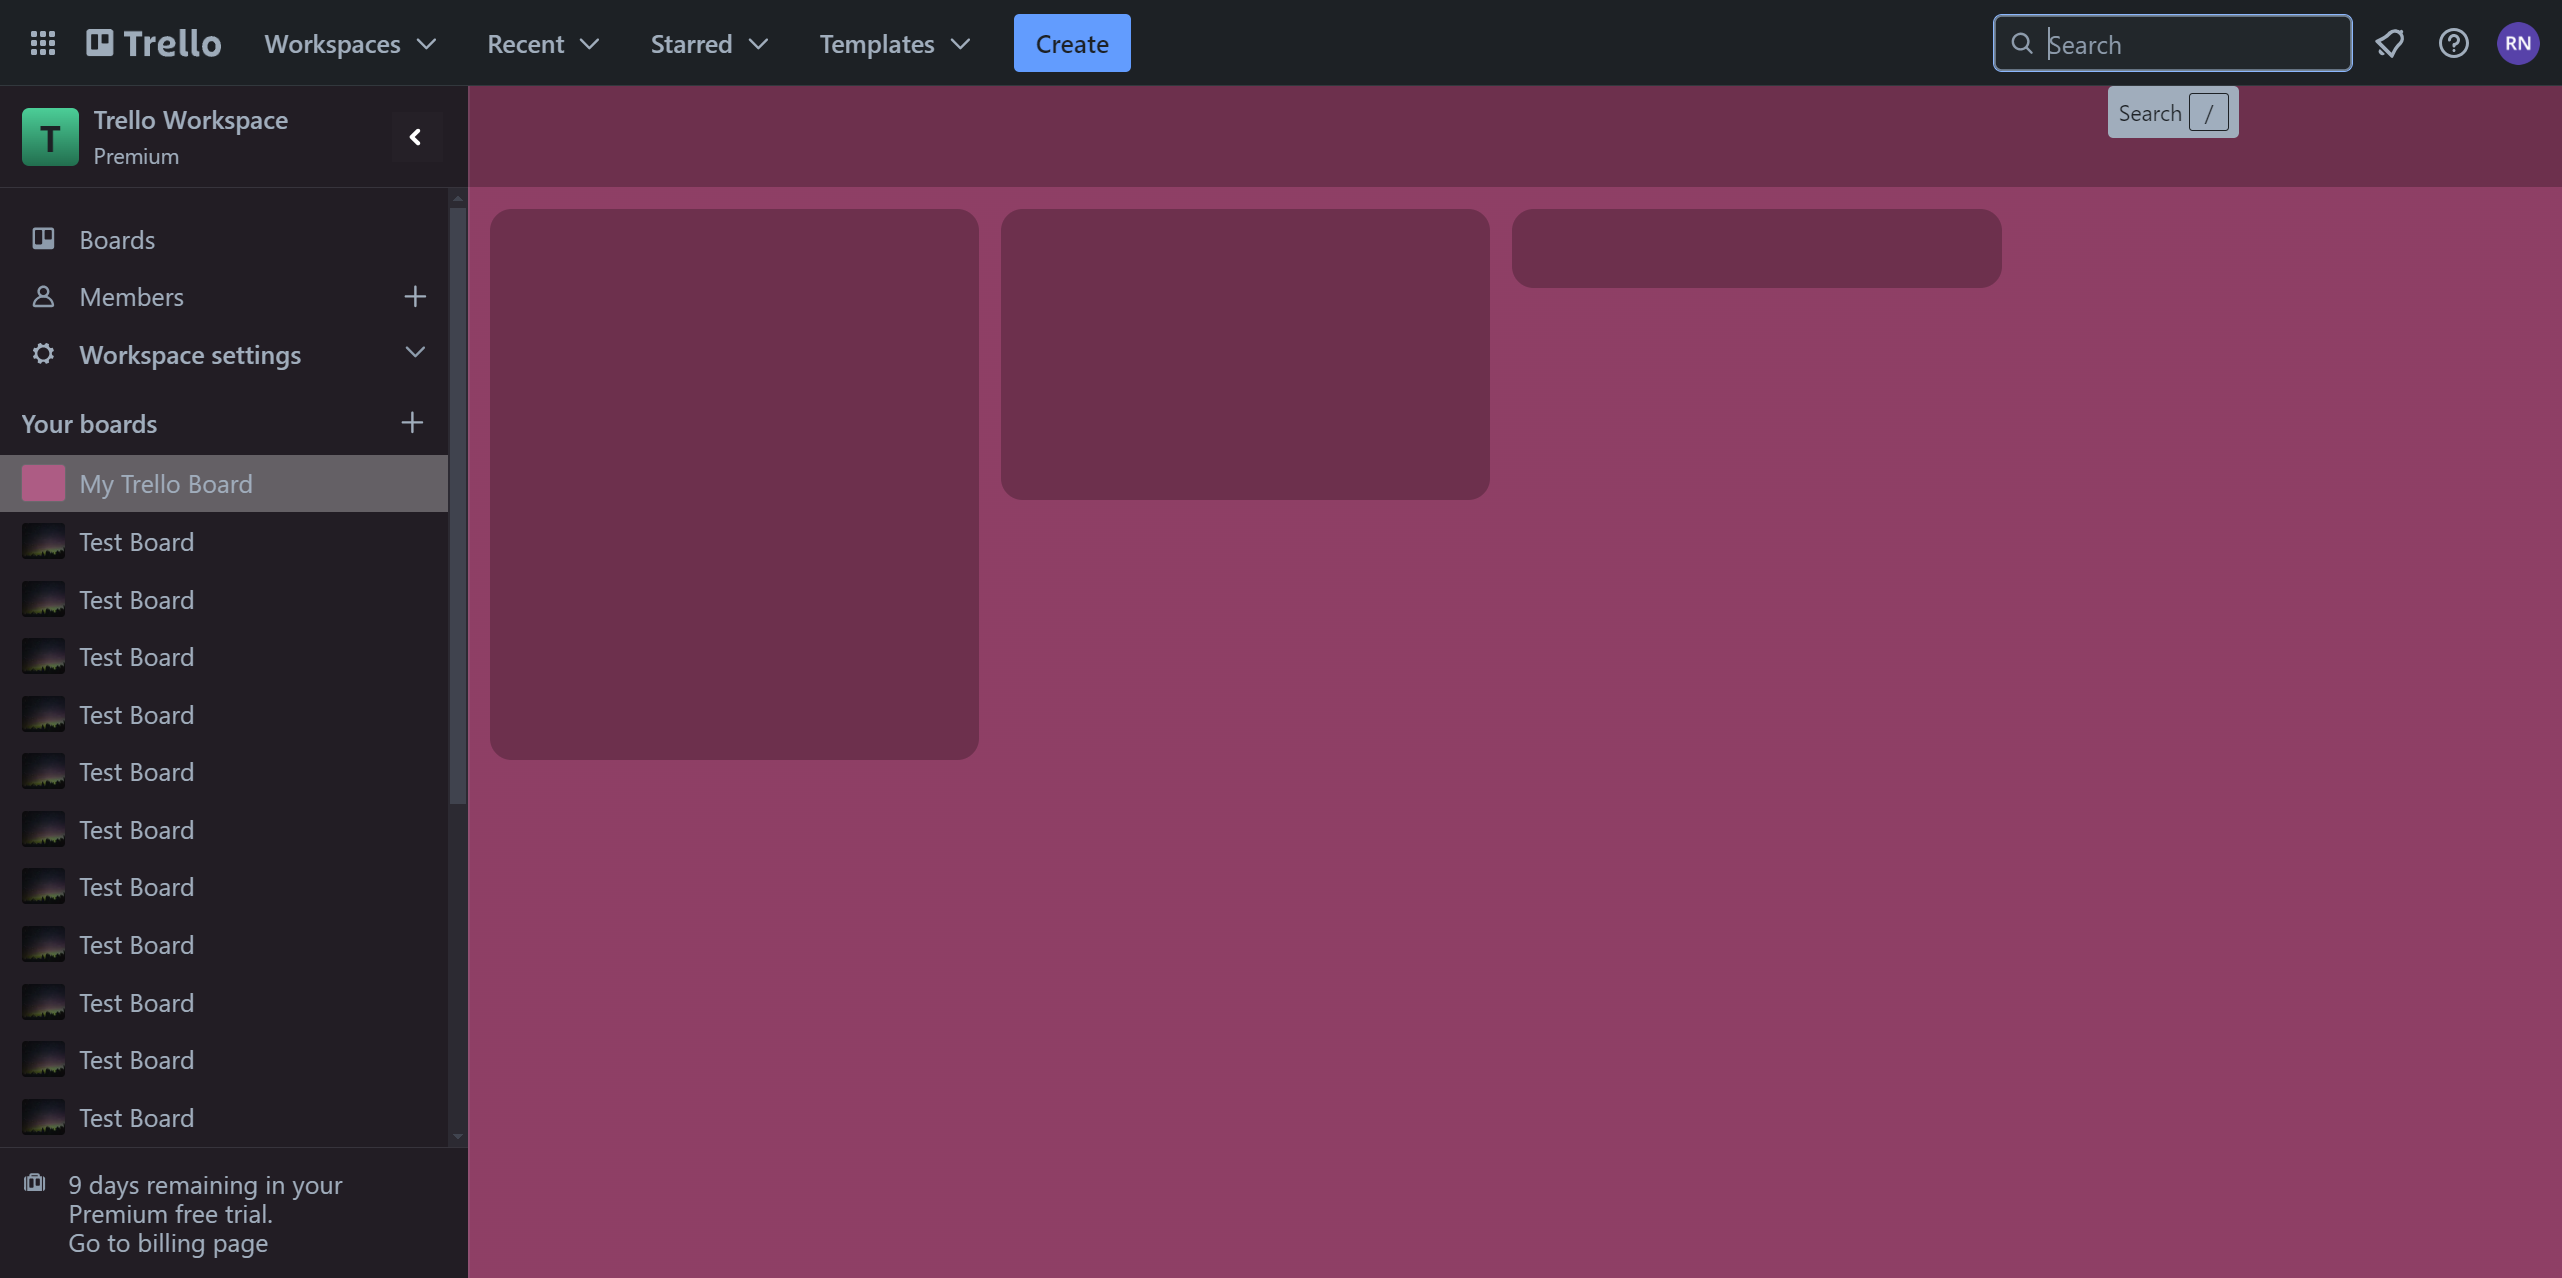 Trello Workspaces Recent Starred Templates Create Search RN
Search /
T Trello Workspace
Premium
Boards
Members
Workspace settings
Your boards
My Trello Board
Test Board
Test Board
Test Board
Test Board
Test Board
Test Board
Test Board
Test Board
Test Board
Test Board
Test Board
9 days remaining in your
Premium free trial.
Go to billing page